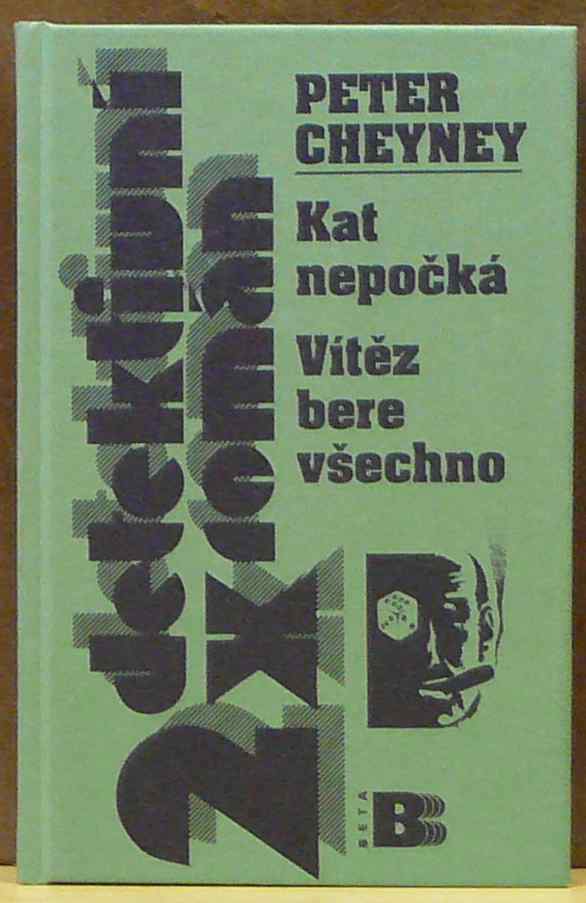 PETER
CHEYNEY
Kat
nepočká
Vítěz
bere
všechno
2x detektivní
román
BETA
B